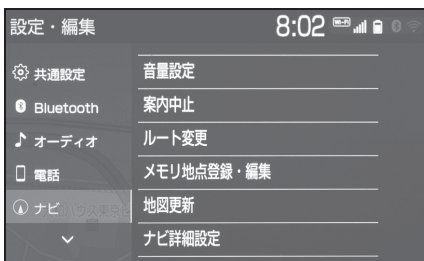 設定・編集
8:02
Wi-Fi
共通設定
Bluetooth
オーディオ
電話
ナビ
音量設定
案内中止
ルート変更
メモリ地点登録・編集
地図更新
ナビ詳細設定